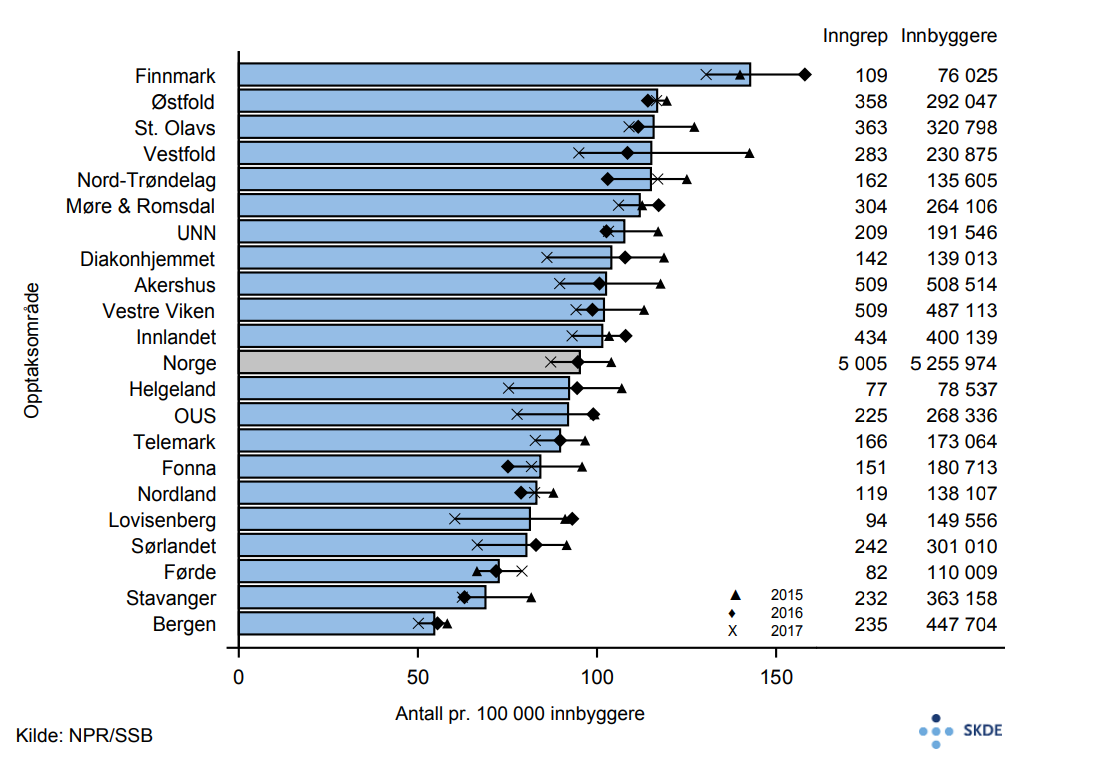 Inngrep Innbyggere
Finnmark 109 76 025
Østfold 358 292 047
St. Olavs 363 320 798
Vestfold 283 230 875
Nord-Trøndelag 162 135 605
Møre & Romsdal 304 264 106
UNN 209 191 546
Diakonhjemmet 142 139 013
Akershus 509 508 514
Vestre Viken 509 487 113
Innlandet 434 400 139
Norge 5 005 5 255 974
Helgeland 77 78 537
OUS 225 268 336
Telemark 166 173 064
Fonna 151 180 713
Nordland 119 138 107
Lovisenberg 94 149 556
Sørlandet 242 301 010
Førde 82 110 009
Stavanger 232 363 158
Bergen 235 447 704
Opptaksområde
2015
2016
X 2017
0 50 100 150
Antall pr. 100 000 innbyggere
Kilde: NPR/SSB
SKDE